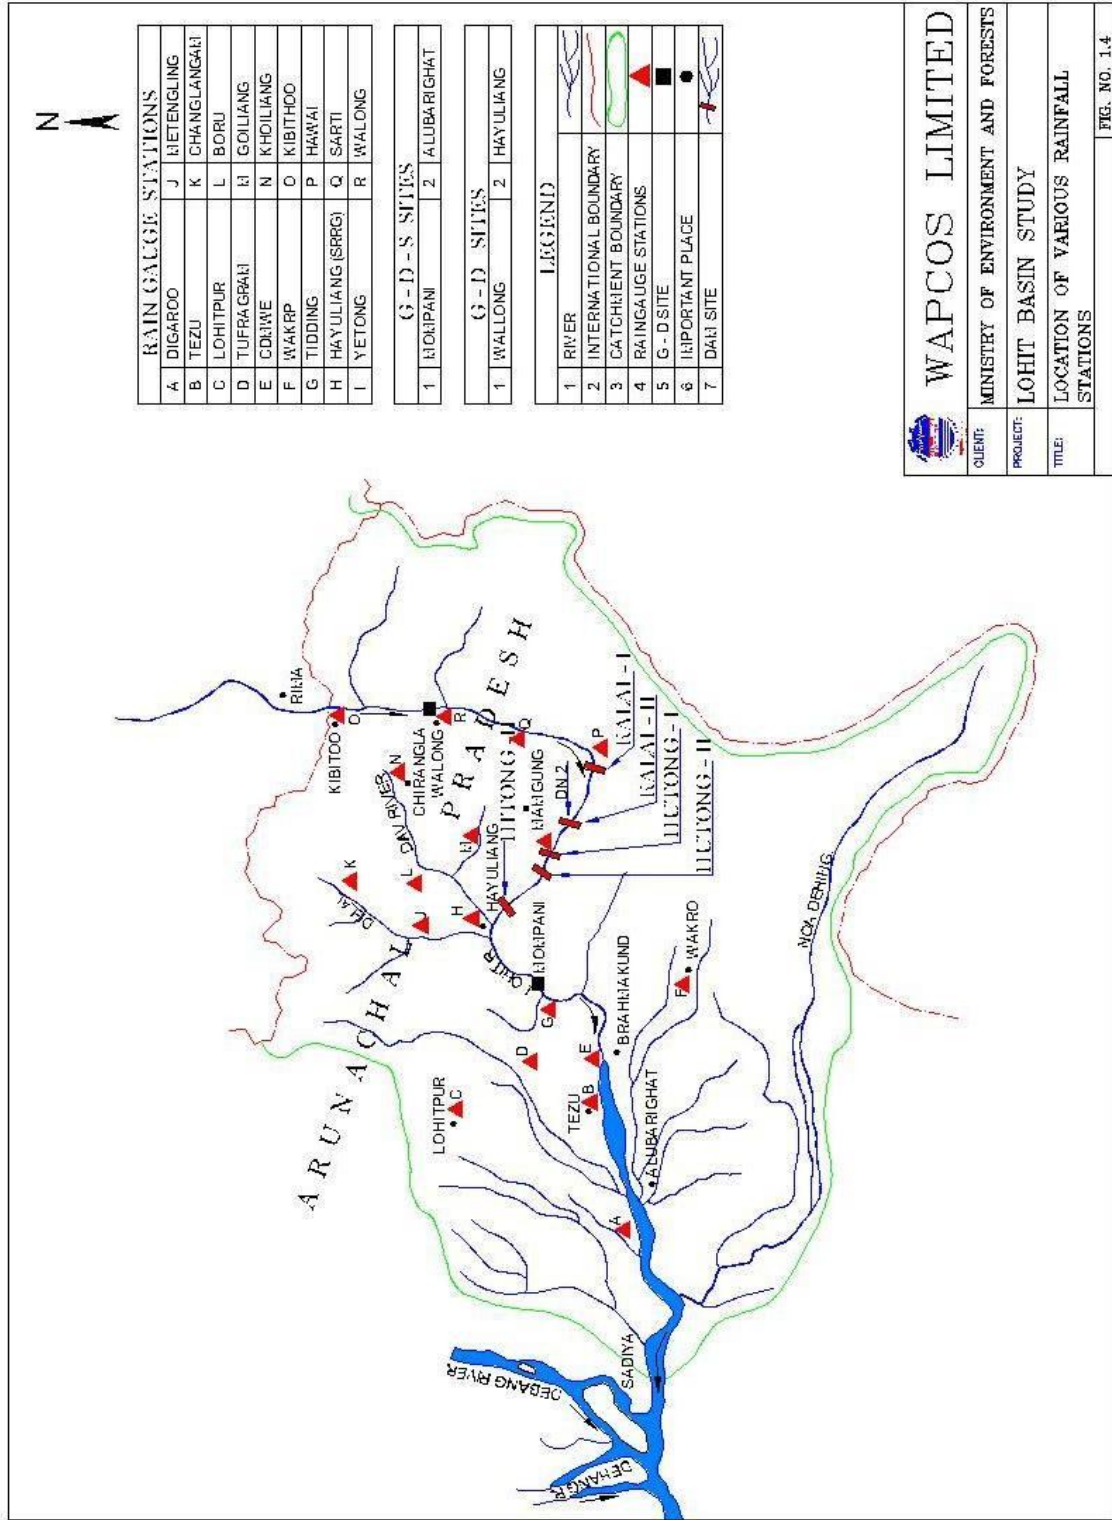 N
RAIN GAUGE STATIONS
A DIGAROO J METENGLING
B TEZU K CHANGLANGAM
C LOHITPUR L BORU
D TUFRAGRAM M GOILIANG
E N KHOILIANG
F WAKRP O KIBITHOO
G TIDDING P HAWAI
H HAYULIANG (SRRG) Q SARTI
I YETONG R WALONG
G - D - S SITES
1 MOMPANI 2 ALUBARIGHAT
G - D SITES
1 WALLONG 2 HAYULIANG
LEGEND
1 RIVER
2 INTERNATIONAL BOUNDARY
3 CATCHMENT BOUNDARY
4 RAINGAUGE STATIONS
5 G - D SITE
6 IMPORTANT PLACE
7 DAM SITE
WAPCOS LIMITED
CLIENT: MINISTRY OF ENVIRONMENT AND FORESTS
PROJECT: LOHIT BASIN STUDY
TITLE: LOCATION OF VARIOUS RAINFALL
STATIONS
FIG. NO. 1.4
ARUNACHAL PRADESH
RIMA
KIBITOO
O
CHIRANGLA
N
WALONG
R
DAV RIVER
K
DELAI
L
J
M
H
HAYULIANG
Q
MAMGUNG
P
DN 2
KALAI - I
KALAI - II
HUTONG - I
HUTONG - II
LOHIT R
MOMPANI
G
D
E
BRAHMAKUND
F
WAKRO
LOHITPUR
C
TEZU
B
ALUBARIGHAT
A
NOA DEHING
SADIYA
DEBANG RIVER
DEHANG R.